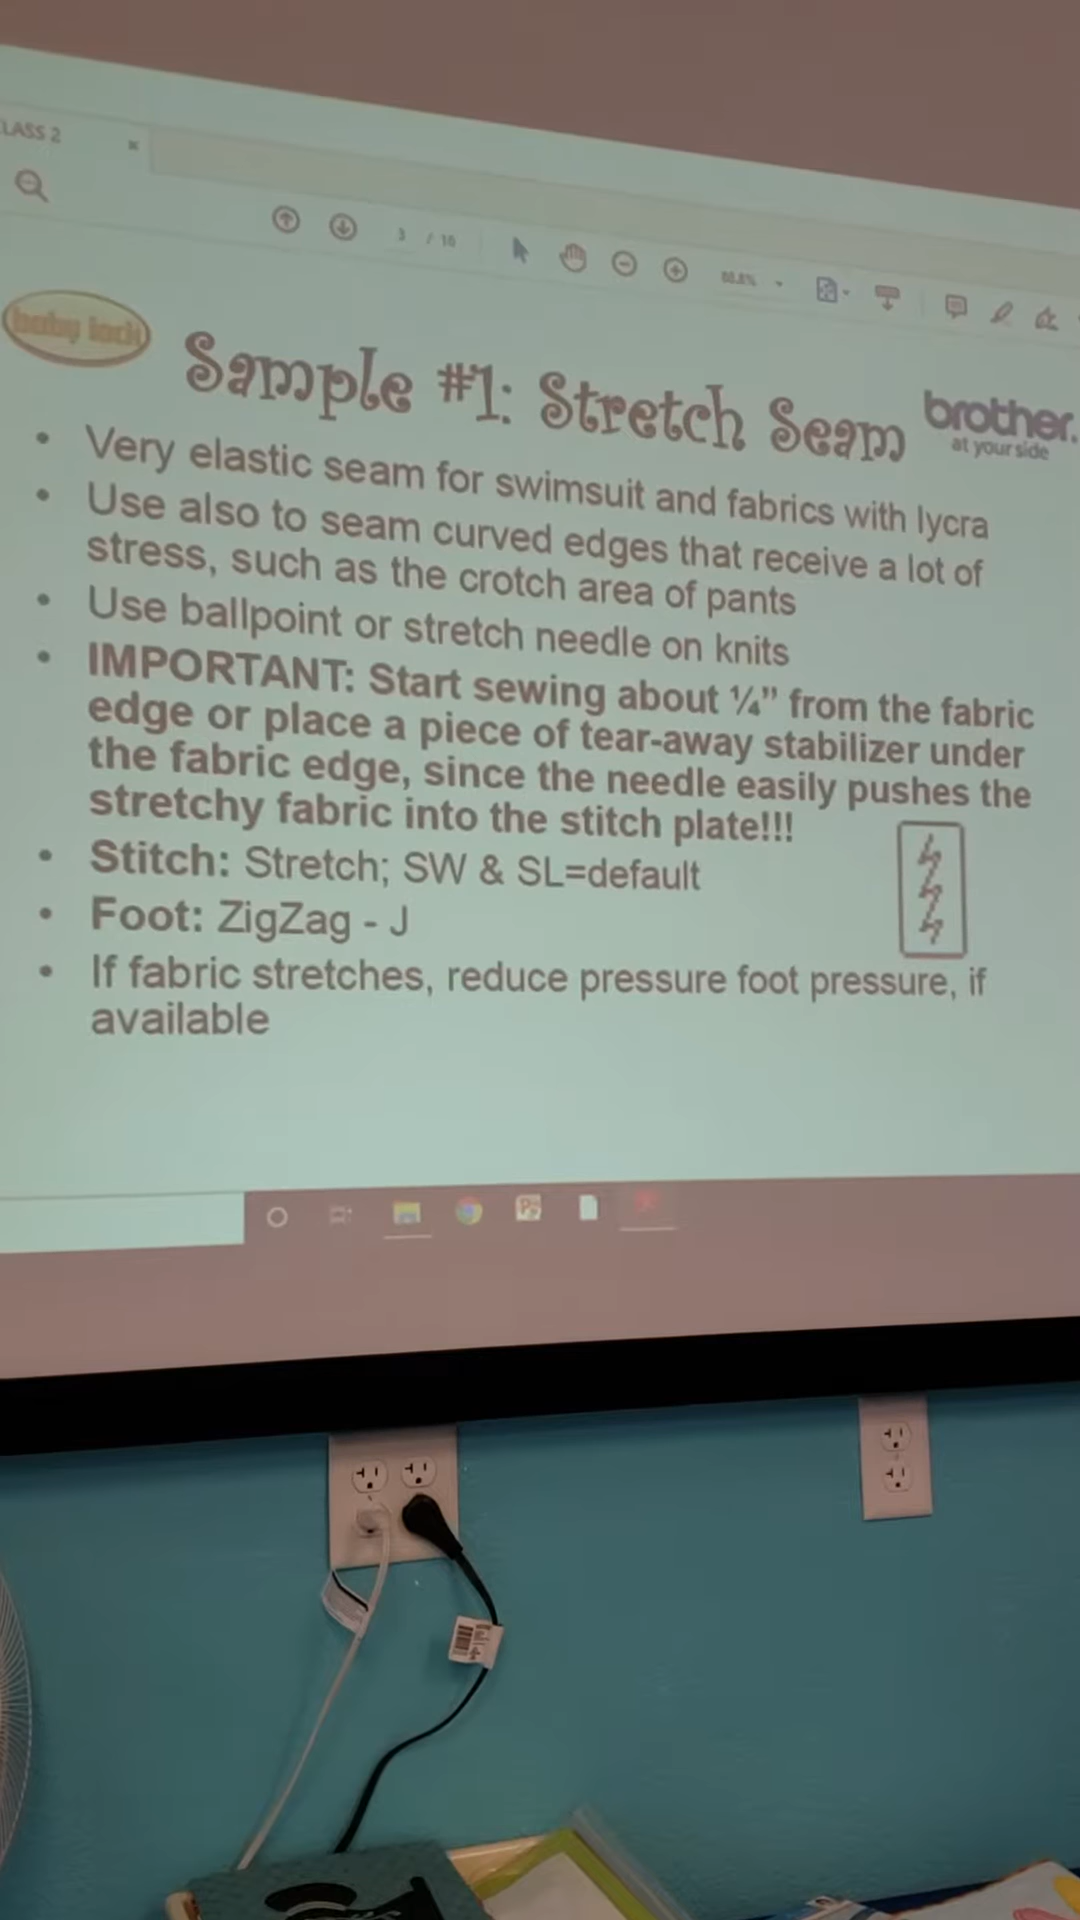 CLASS 2
3 / 10
baby lock
Sample #1: Stretch Seam
brother.
at your side
• Very elastic seam for swimsuit and fabrics with lycra
• Use also to seam curved edges that receive a lot of
stress, such as the crotch area of pants
• Use ballpoint or stretch needle on knits
• IMPORTANT: Start sewing about ¼” from the fabric
edge or place a piece of tear-away stabilizer under
the fabric edge, since the needle easily pushes the
stretchy fabric into the stitch plate!!!
• Stitch: Stretch; SW & SL=default
• Foot: ZigZag - J
• If fabric stretches, reduce pressure foot pressure, if
available